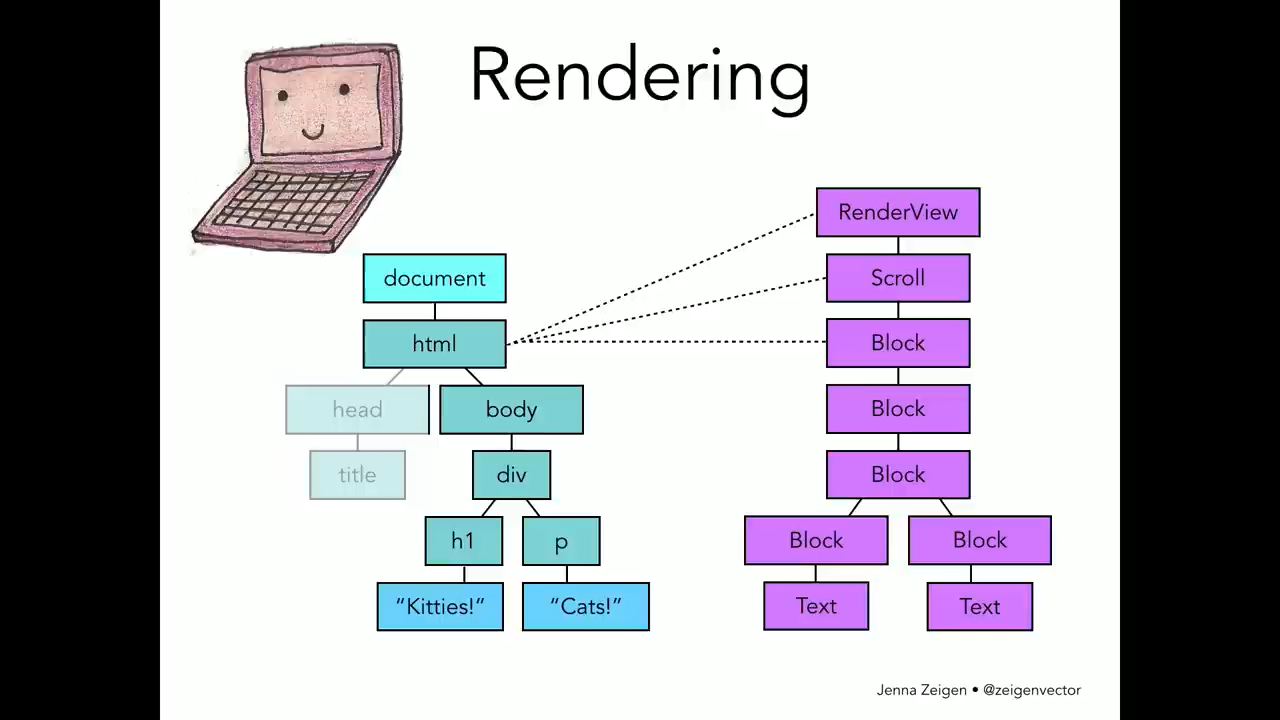 Rendering
document
html
head
body
title
div
h1
p
“Kitties!”
“Cats!”
RenderView
Scroll
Block
Block
Block
Block
Block
Text
Text
Jenna Zeigen • @zeigenvector